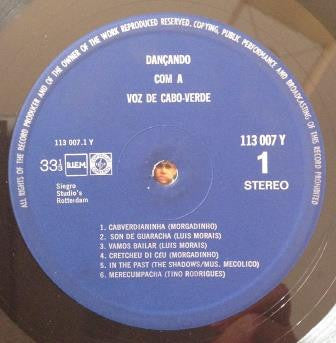 ALL RIGHTS OF THE RECORD PRODUCER AND OF THE OWNER OF THE WORK REPRODUCED RESERVED. COPYING, PUBLIC PERFORMANCE AND BROADCASTING OF THIS RECORD PROHIBITED
DANÇANDO
COM A
VOZ DE CABO-VERDE
113 007.1 Y
113 007 Y
33⅓
B.I.E.M.
1
Siegro
Studio's
Rotterdam
STEREO
1. CABVERDIANINHA (MORGADINHO)
2. SON DE GUARACHA (LUIS MORAIS)
3. VAMOS BAILAR (LUIS MORAIS)
4. CRETCHEU DI CEU (MORGADINHO)
5. IN THE PAST (THE SHADOWS/MUS. MECOLICO)
6. MERECUMPACHA (TINO RODRIGUES)